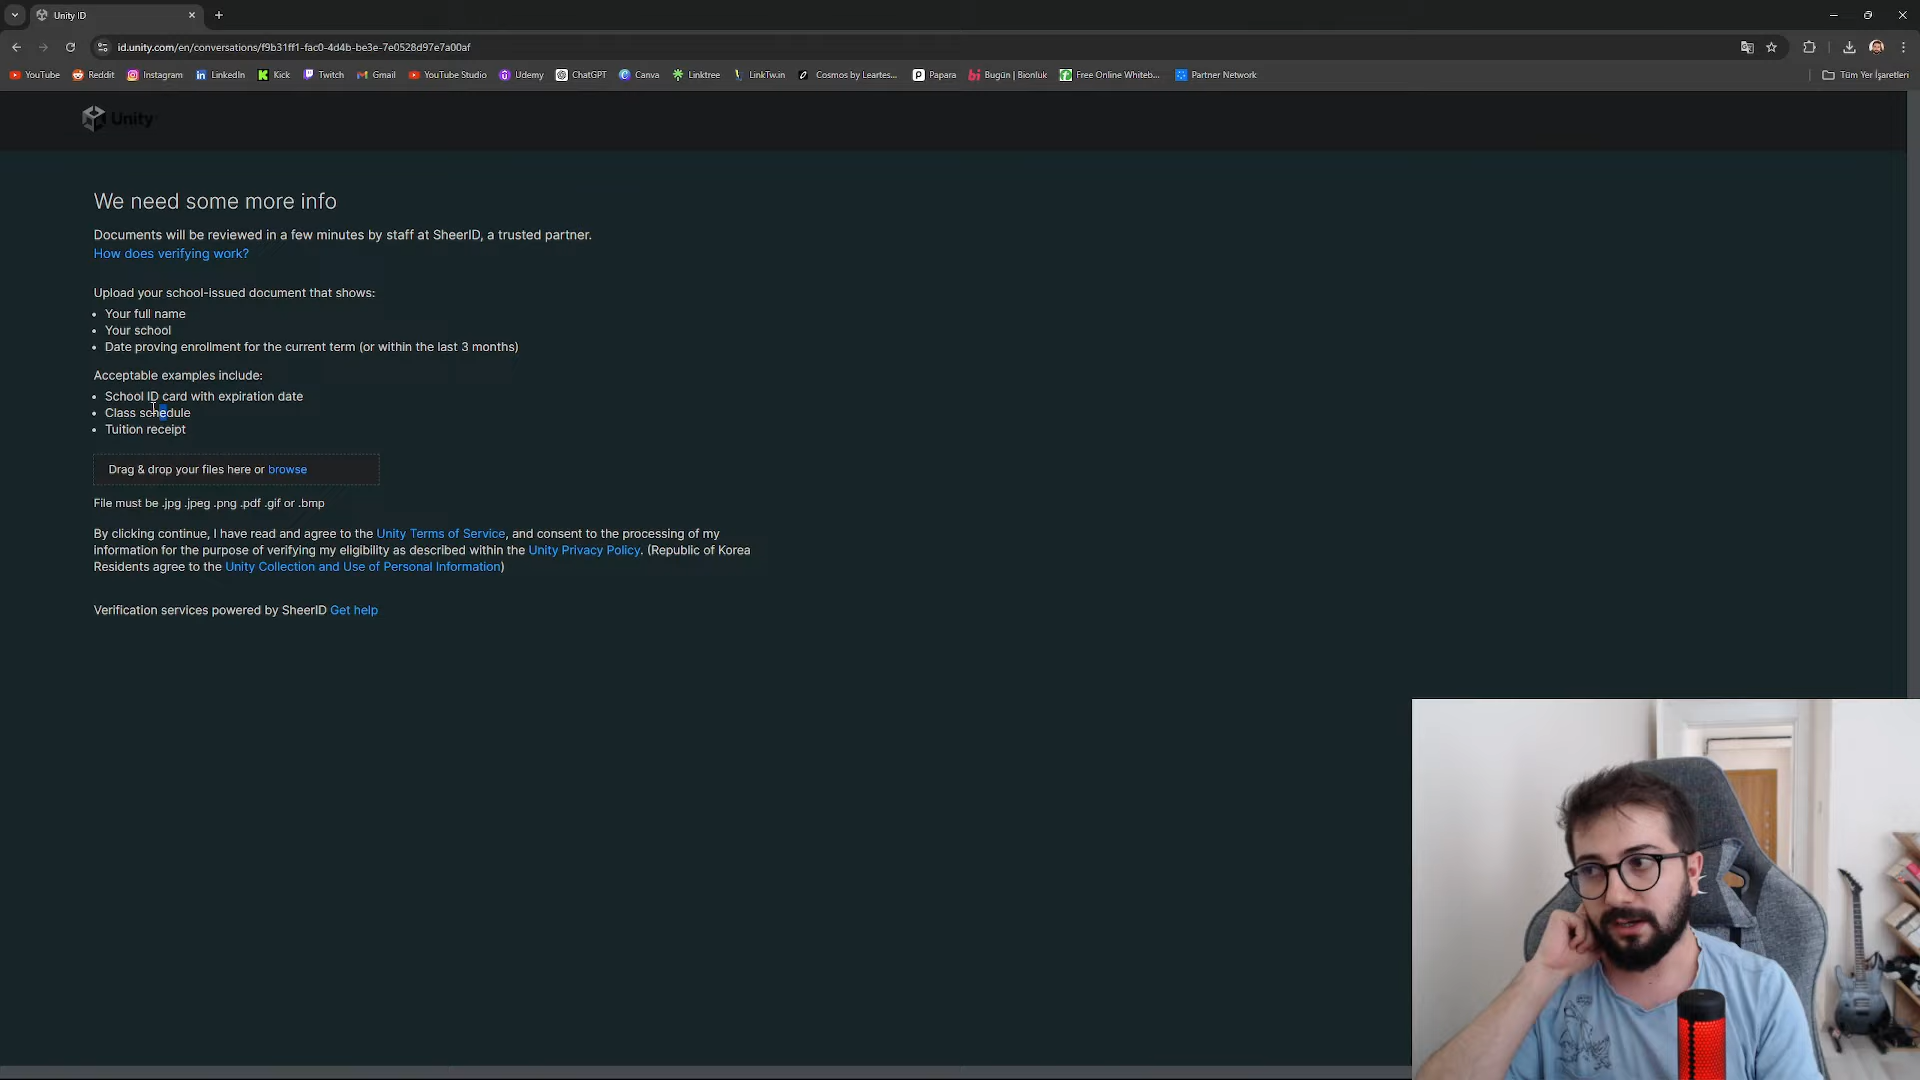 Unity ID
id.unity.com/en/conversations/f9b31ff1-fac0-4d4b-be3e-7e0528d97e7a00af
YouTube Reddit Instagram LinkedIn Kick Twitch Gmail YouTube Studio Udemy ChatGPT Canva Linktree LinkTw.in Cosmos by Leartes... Papara Bugün | Bionluk Free Online Whiteb... Partner Network Tüm Yer İşaretleri
Unity
We need some more info
Documents will be reviewed in a few minutes by staff at SheerID, a trusted partner.
How does verifying work?
Upload your school-issued document that shows:
• Your full name
• Your school
• Date proving enrollment for the current term (or within the last 3 months)
Acceptable examples include:
• School ID card with expiration date
• Class schedule
• Tuition receipt
Drag & drop your files here or browse
File must be .jpg .jpeg .png .pdf .gif or .bmp
By clicking continue, I have read and agree to the Unity Terms of Service, and consent to the processing of my
information for the purpose of verifying my eligibility as described within the Unity Privacy Policy. (Republic of Korea
Residents agree to the Unity Collection and Use of Personal Information)
Verification services powered by SheerID Get help